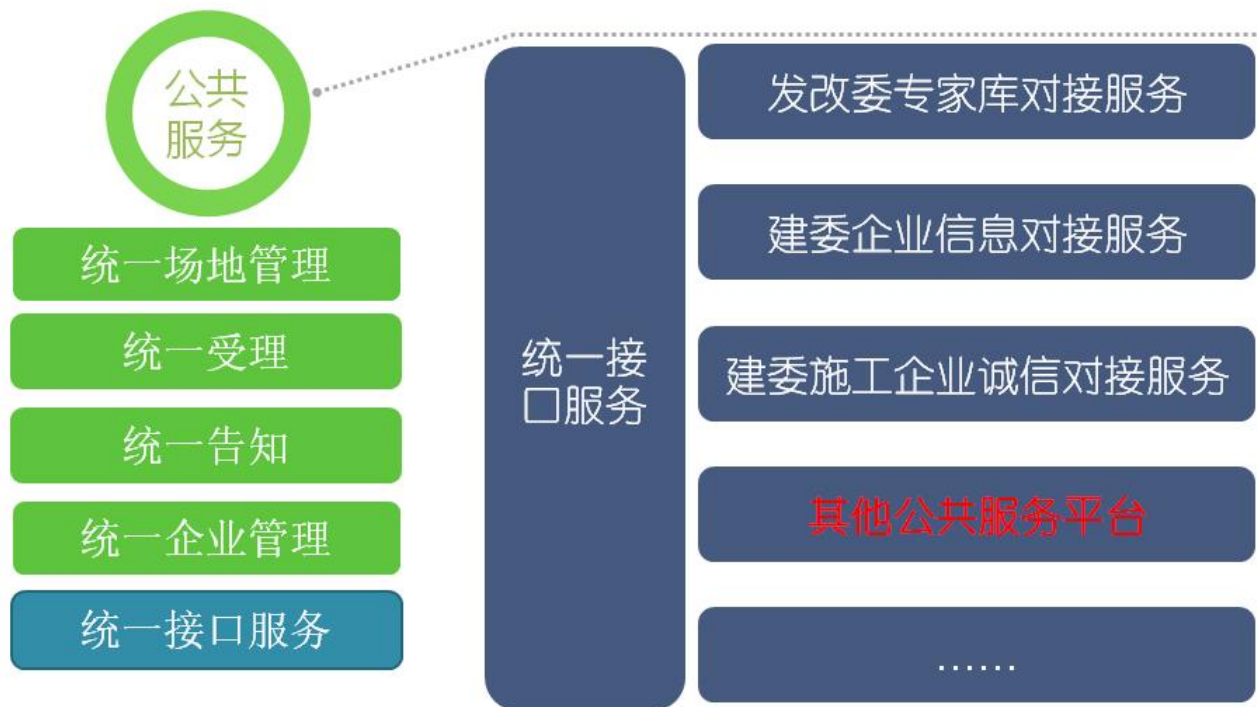 公共
服务
统一场地管理
统一受理
统一告知
统一企业管理
统一接口服务
统一接
口服务
发改委专家库对接服务
建委企业信息对接服务
建委施工企业诚信对接服务
其他公共服务平台
……